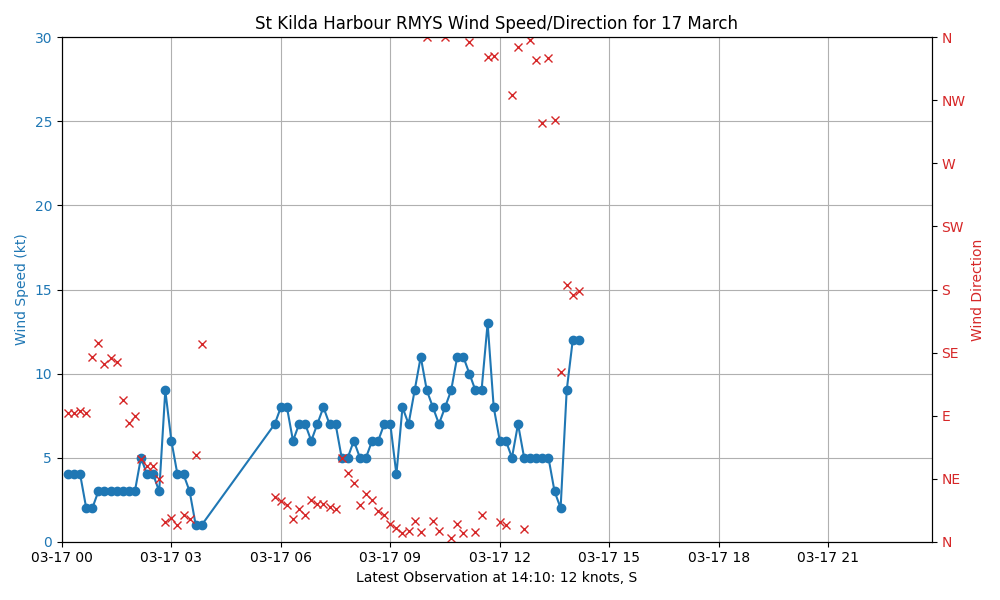 St Kilda Harbour RMYS Wind Speed/Direction for 17 March
30
25
20
15
10
5
0
Wind Speed (kt)
N
NW
W
SW
S
SE
E
NE
N
Wind Direction
03-17 00
03-17 03
03-17 06
03-17 09
03-17 12
03-17 15
03-17 18
03-17 21
Latest Observation at 14:10: 12 knots, S